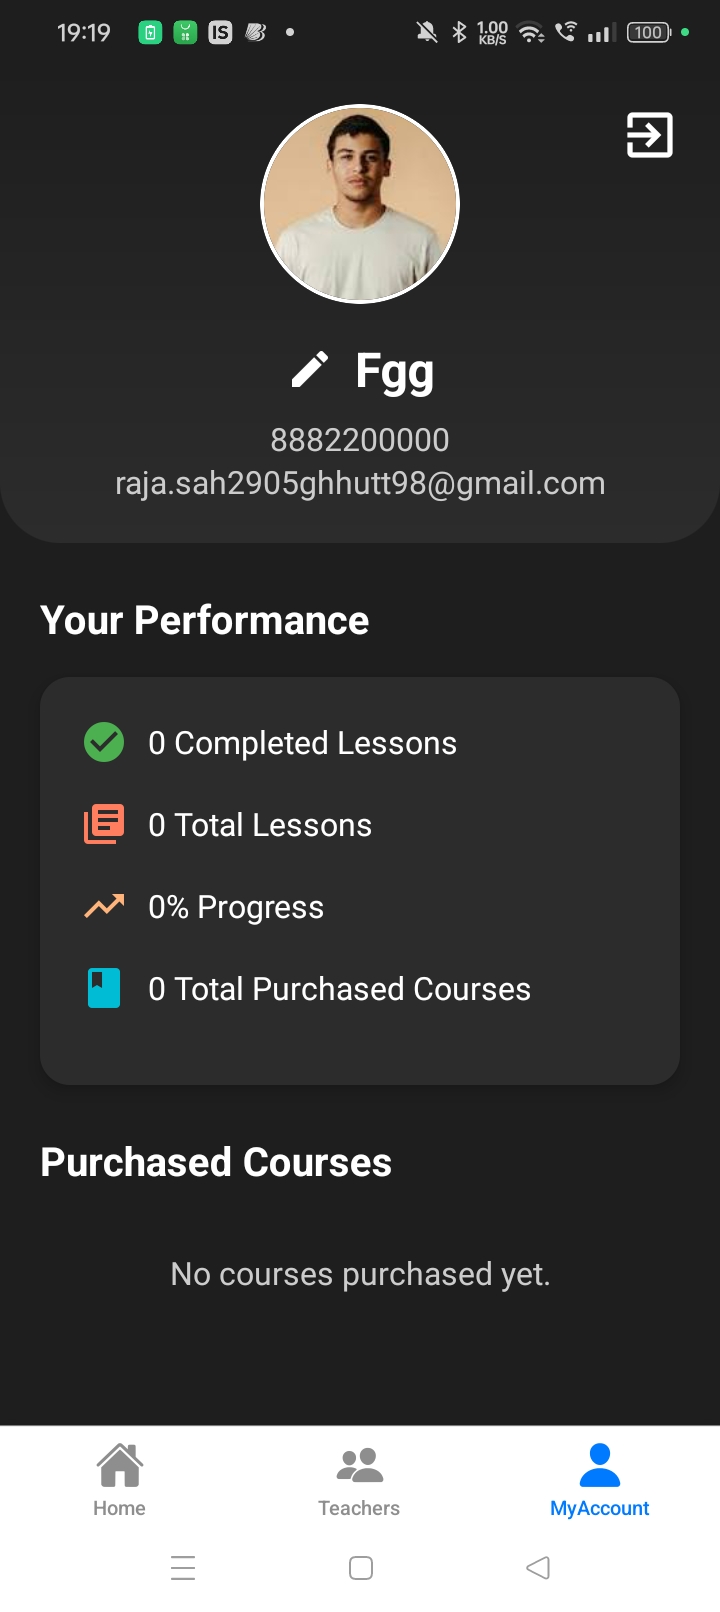 19:19
IS
1.00
KB/S
100
Fgg
8882200000
raja.sah2905ghhutt98@gmail.com
Your Performance
0 Completed Lessons
0 Total Lessons
0% Progress
0 Total Purchased Courses
Purchased Courses
No courses purchased yet.
Home
Teachers
MyAccount